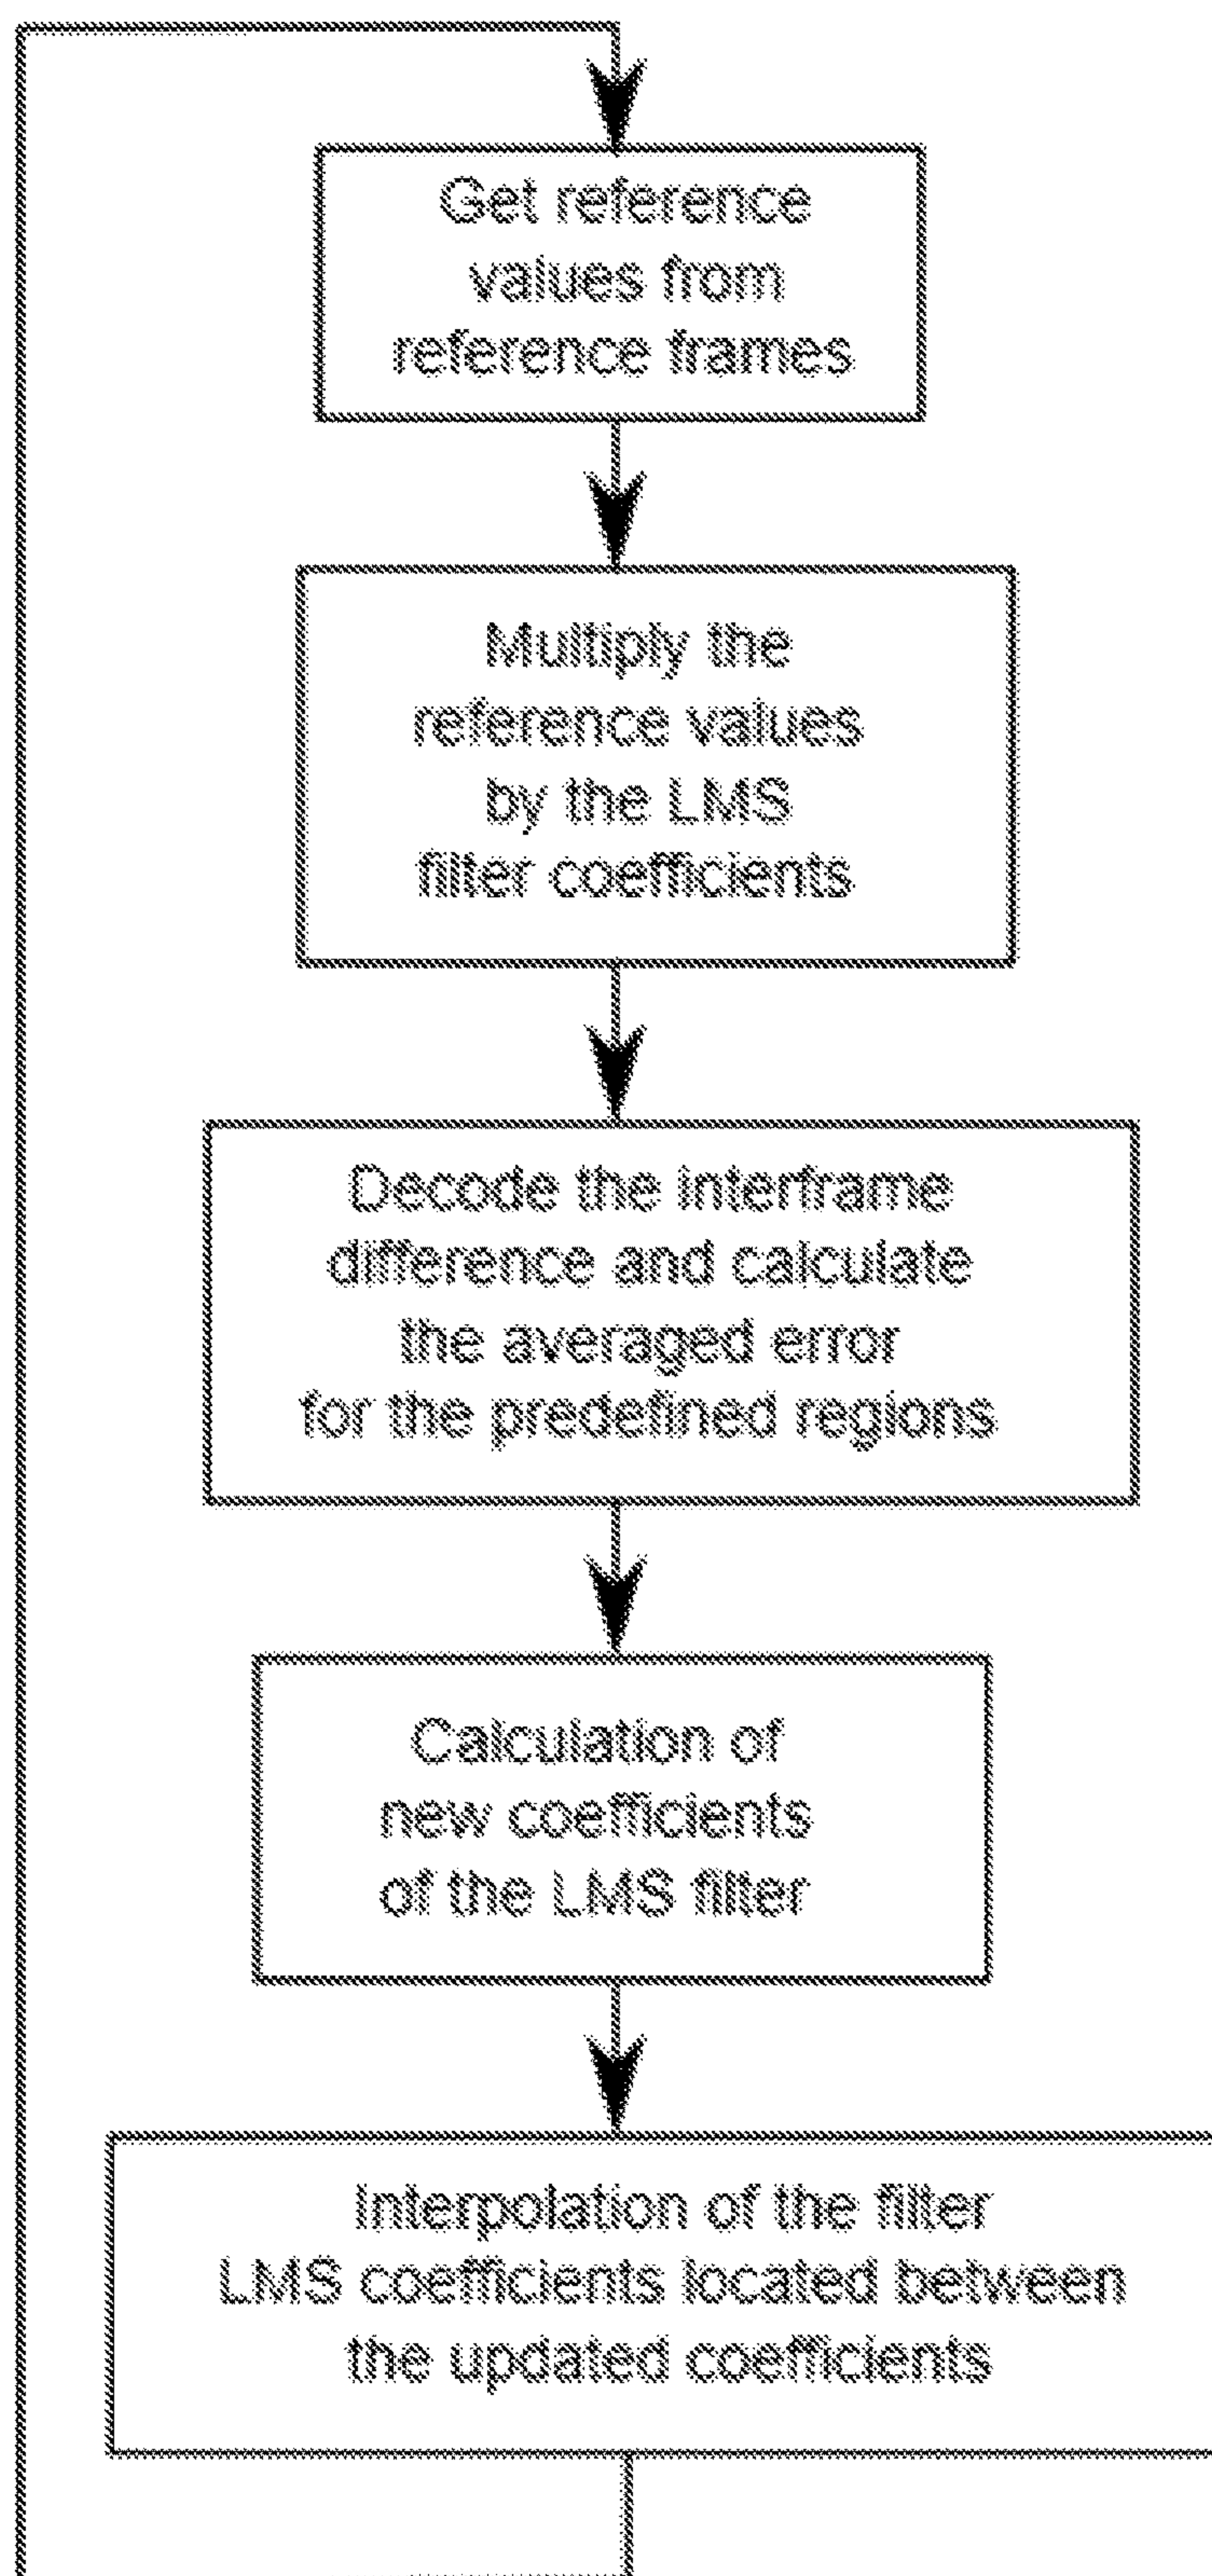 Get reference
values from
reference frames
Multiply the
reference values
by the LMS
filter coefficients
Decode the interframe
difference and calculate
the averaged error
for the predefined regions
Calculation of
new coefficients
of the LMS filter
Interpolation of the filter
LMS coefficients located between
the updated coefficients